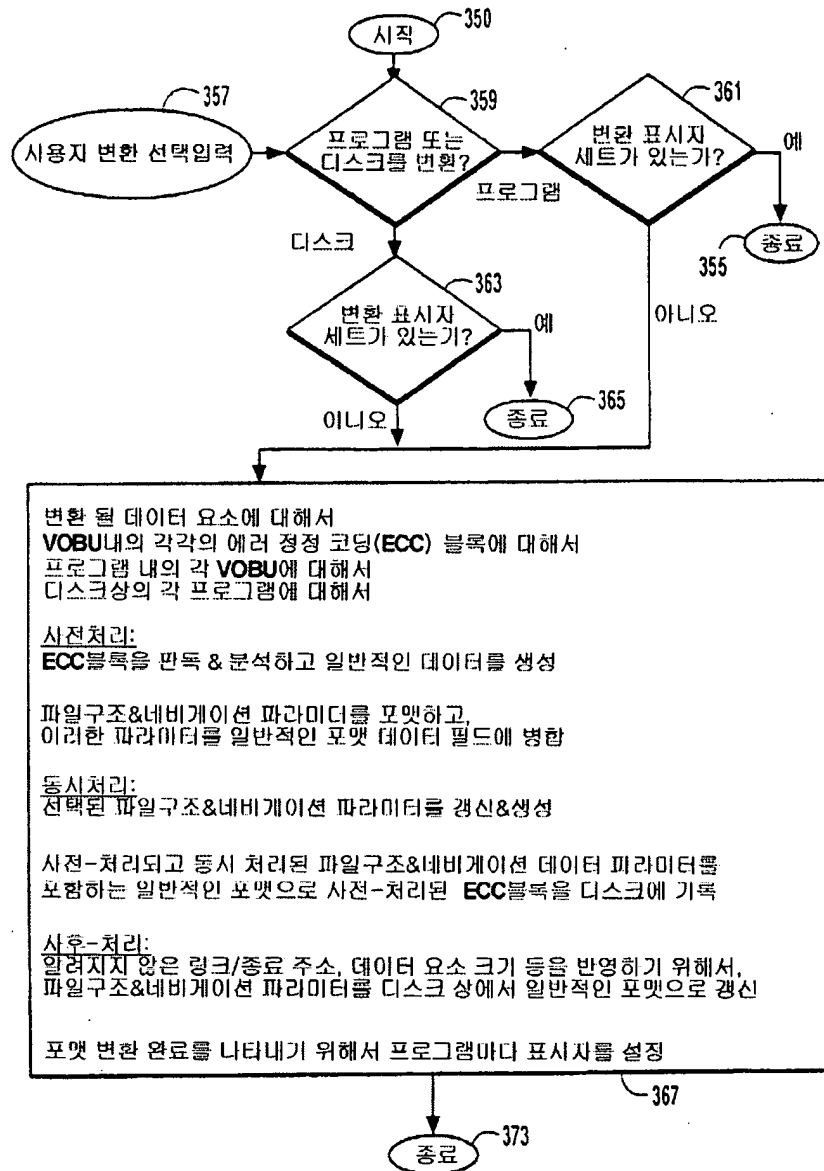 시작
350
357
사용자 변환 선택입력
359
프로그램 또는
디스크를 변환?
프로그램
361
변환 표시자
세트가 있는가?
예
355
종료
디스크
363
변환 표시자
세트가 있는가?
예
365
종료
아니오
아니오
변환 될 데이터 요소에 대해서
VOBU내의 각각의 에러 정정 코딩(ECC) 블록에 대해서
프로그램 내의 각 VOBU에 대해서
디스크상의 각 프로그램에 대해서
사전처리:
ECC블록을 판독 & 분석하고 일반적인 데이터를 생성
파일구조&네비게이션 파라미터를 포맷하고,
이러한 파라미터를 일반적인 포맷 데이터 필드에 병합
동시처리:
선택된 파일구조&네비게이션 파라미터를 갱신&생성
사전-처리되고 동시 처리된 파일구조&네비게이션 데이터 파라미터를
포함하는 일반적인 포맷으로 사전-처리된 ECC블록을 디스크에 기록
사후-처리:
알려지지 않은 링크/종료 주소, 데이터 요소 크기 등을 반영하기 위해서,
파일구조&네비게이션 파라미터를 디스크 상에서 일반적인 포맷으로 갱신
포맷 변환 완료를 나타내기 위해서 프로그램마다 표시자를 설정
367
373
종료